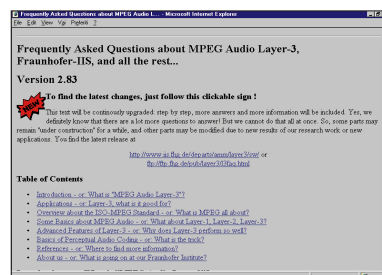 Frequently Asked Questions about MPEG Audio L... - Microsoft Internet Explorer
File Edit View Vai Preferiti ?
Frequently Asked Questions about MPEG Audio Layer-3,
Fraunhofer-IIS, and all the rest...
Version 2.83
NEW
To find the latest changes, just follow this clickable sign !
This text will be continously upgraded: step by step, more answers and more information will be included. Yes, we
definitely know that there are a lot more questions to answer! But we cannot do that all at once. So, some parts may
remain "under construction" for a while, and other parts may be modified due to new results of our research work or new
applications. You find the latest release at
http://www.iis.fhg.de/departs/amm/layer3/sw/ or
ftp://ftp.fhg.de/pub/layer3/l3faq.html
Table of Contents
Introduction - or: What is "MPEG Audio Layer-3"?
Applications - or: Layer-3, what is it good for?
Overview about the ISO-MPEG Standard - or: What is MPEG all about?
Some Basics about MPEG Audio - or: What about Layer-1, Layer-2, Layer-3?
Advanced Features of Layer-3 - or: Why does Layer-3 perform so well?
Basics of Perceptual Audio Coding - or: What is the trick?
References - or: Where to find more information?
About us - or: What is going on at our Fraunhofer Institute?